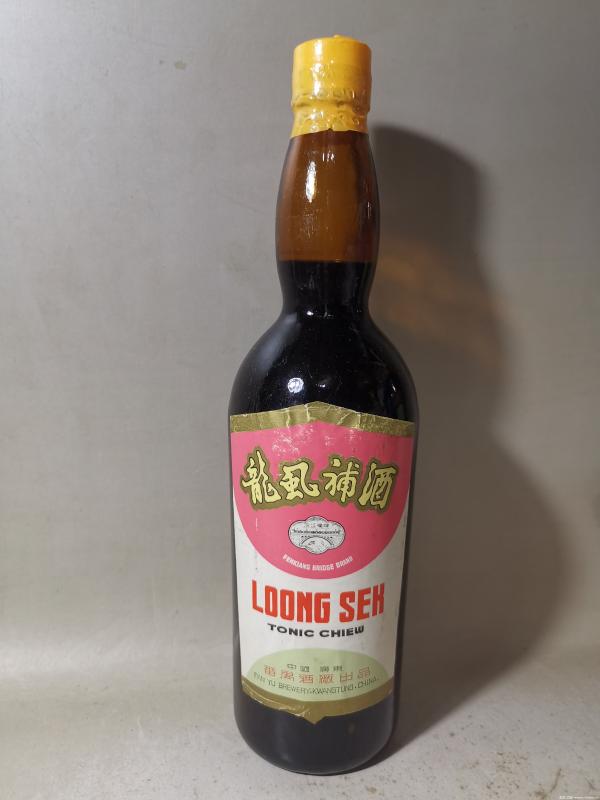 龍虱補酒
BRIDGE BRAND
LOONG SEK
TONIC CHIEW
中國 廣東
番禺酒廠出品
PAN YU BREWERY·KWANGTUNG·CHINA.